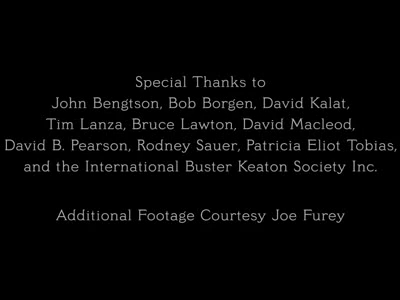 Special Thanks to
John Bengtson, Bob Borgen, David Kalat,
Tim Lanza, Bruce Lawton, David Macleod,
David B. Pearson, Rodney Sauer, Patricia Eliot Tobias,
and the International Buster Keaton Society Inc.
Additional Footage Courtesy Joe Furey